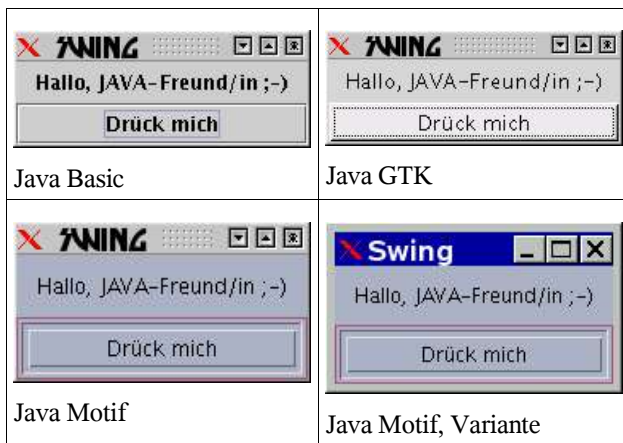 SWING
Hallo, JAVA-Freund/in ;-)
Drück mich
Java Basic
SWING
Hallo, JAVA-Freund/in ;-)
Drück mich
Java GTK
SWING
Hallo, JAVA-Freund/in ;-)
Drück mich
Java Motif
Swing
Hallo, JAVA-Freund/in ;-)
Drück mich
Java Motif, Variante